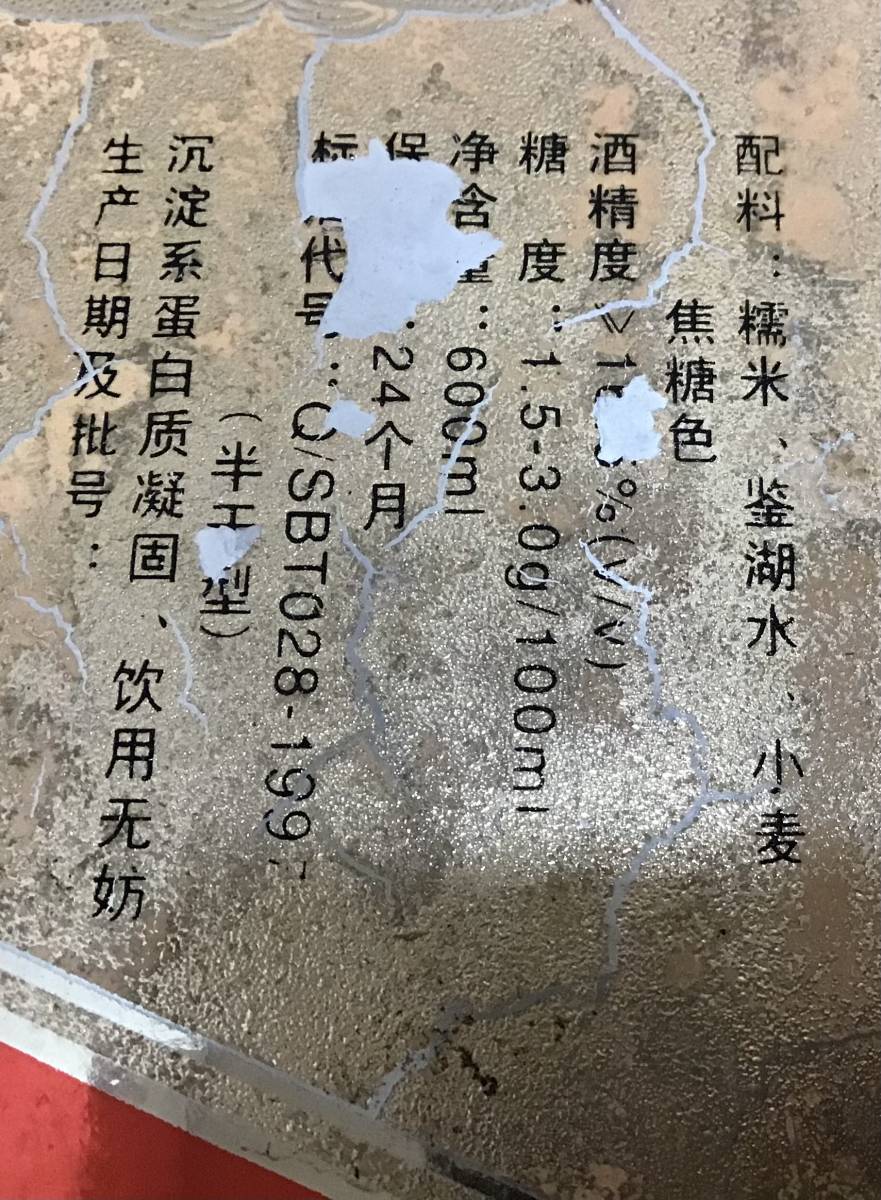 配料：糯米、鉴湖水、小麦
焦糖色
酒精度≥1 %(V/V)
糖度：1.5-3.0g/100ml
净含量：600ml
保 ：24个月
标 代号：Q/SBT028-199
（半干型）
沉淀系蛋白质凝固、饮用无妨
生产日期及批号：